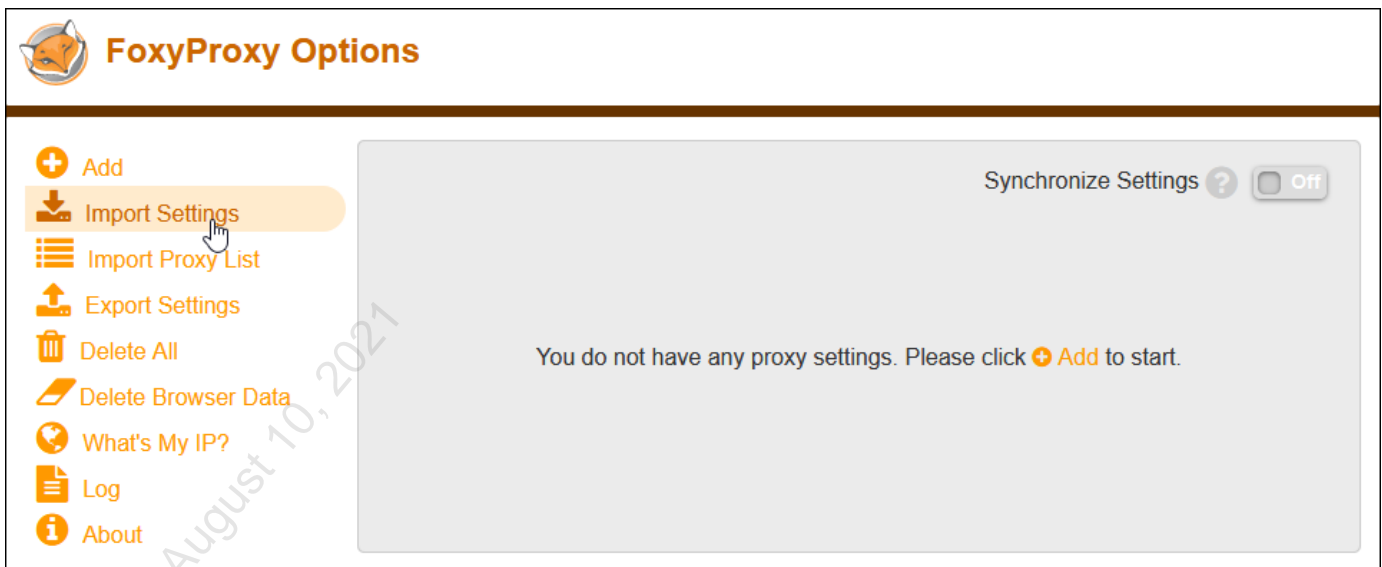 FoxyProxy Options
Add
Import Settings
Import Proxy List
Export Settings
Delete All
Delete Browser Data
What's My IP?
Log
About
Synchronize Settings ? Off
You do not have any proxy settings. Please click Add to start.
August 10, 2021